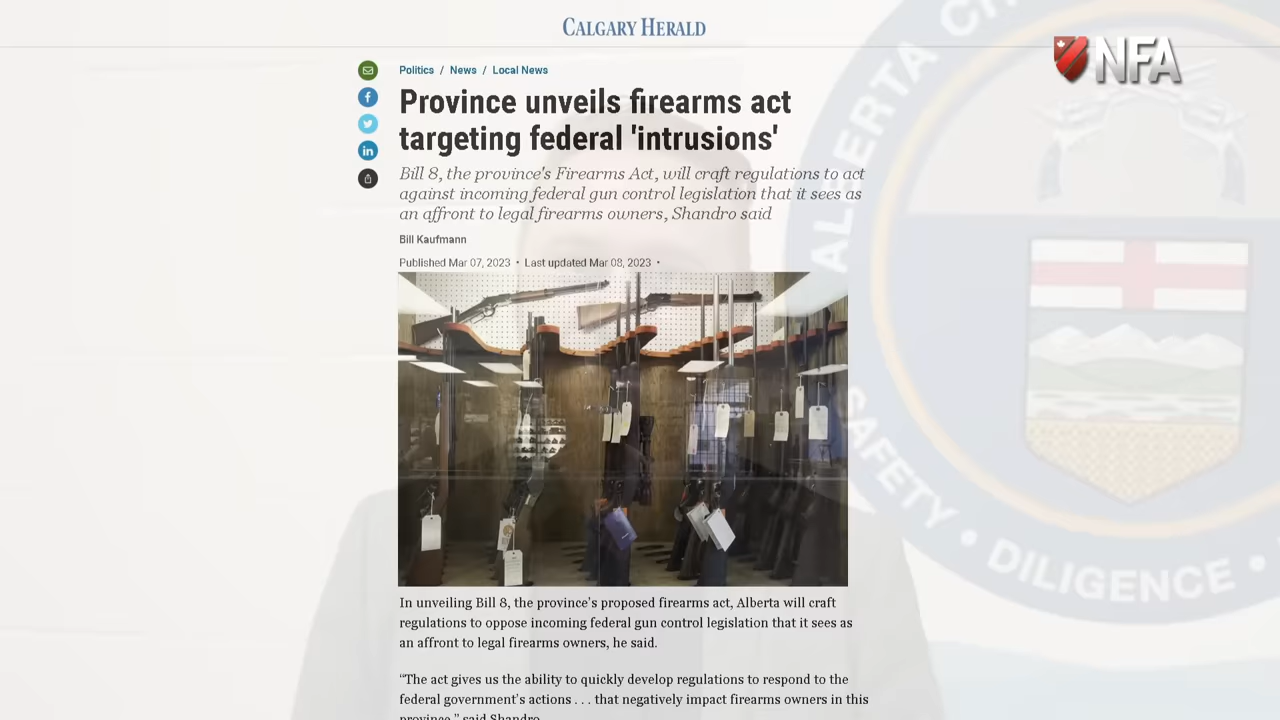 CALGARY HERALD
NFA
Politics / News / Local News
Province unveils firearms act
targeting federal 'intrusions'
Bill 8, the province's Firearms Act, will craft regulations to act
against incoming federal gun control legislation that it sees as
an affront to legal firearms owners, Shandro said
Bill Kaufmann
Published Mar 07, 2023 • Last updated Mar 08, 2023 •
In unveiling Bill 8, the province's proposed firearms act, Alberta will craft
regulations to oppose incoming federal gun control legislation that it sees as
an affront to legal firearms owners, he said.
“The act gives us the ability to quickly develop regulations to respond to the
federal government's actions . . . that negatively impact firearms owners in this
province,” said Shandro.
ALBERTA
SAFETY • DILIGENCE •